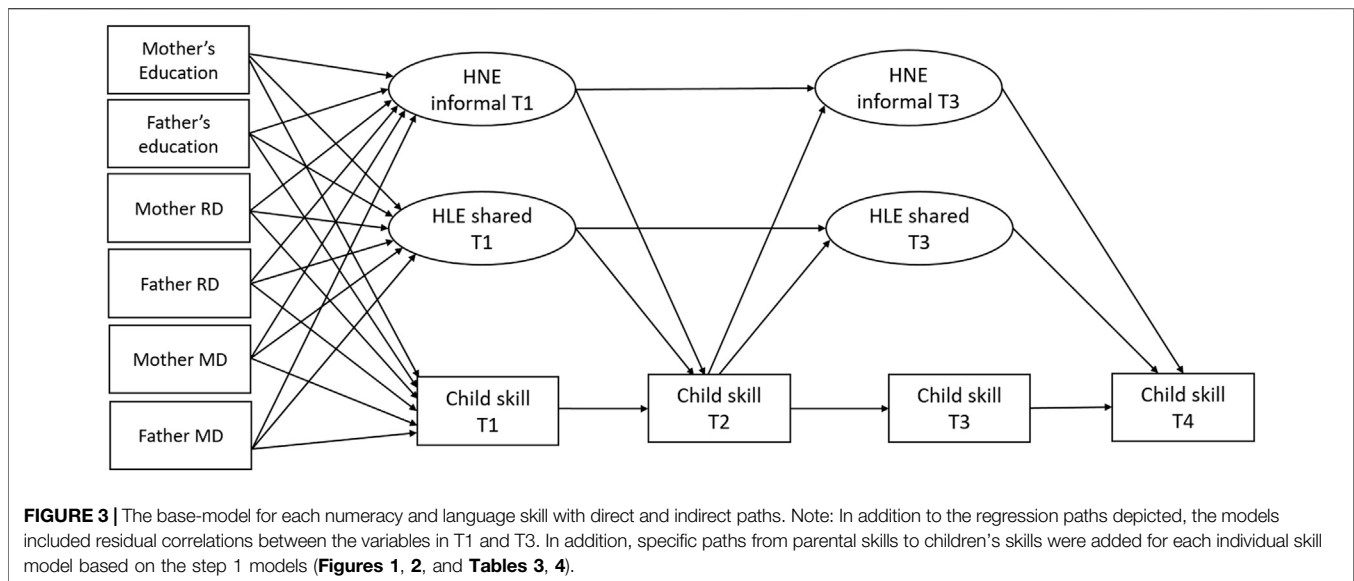 Mother's
Education
Father's
education
Mother RD
Father RD
Mother MD
Father MD
HNE
informal T1
HLE shared
T1
Child skill
T1
Child skill
T2
HNE
informal T3
HLE shared
T3
Child skill
T3
Child skill
T4
FIGURE 3 | The base-model for each numeracy and language skill with direct and indirect paths. Note: In addition to the regression paths depicted, the models
included residual correlations between the variables in T1 and T3. In addition, specific paths from parental skills to children's skills were added for each individual skill
model based on the step 1 models (Figures 1, 2, and Tables 3, 4).